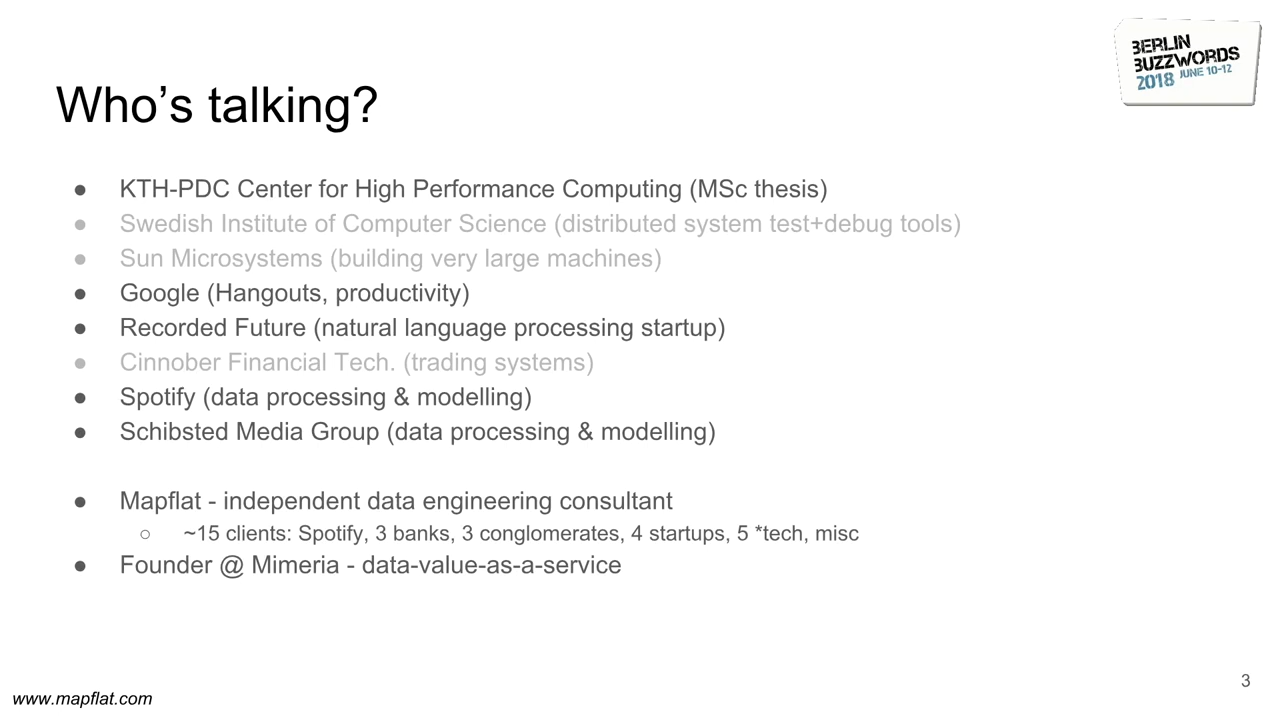 BERLIN
BUZZWORDS
2018 JUNE 10-12
Who’s talking?
● KTH-PDC Center for High Performance Computing (MSc thesis)
● Swedish Institute of Computer Science (distributed system test+debug tools)
● Sun Microsystems (building very large machines)
● Google (Hangouts, productivity)
● Recorded Future (natural language processing startup)
● Cinnober Financial Tech. (trading systems)
● Spotify (data processing & modelling)
● Schibsted Media Group (data processing & modelling)
● Mapflat - independent data engineering consultant
○ ~15 clients: Spotify, 3 banks, 3 conglomerates, 4 startups, 5 *tech, misc
● Founder @ Mimeria - data-value-as-a-service
3
www.mapflat.com